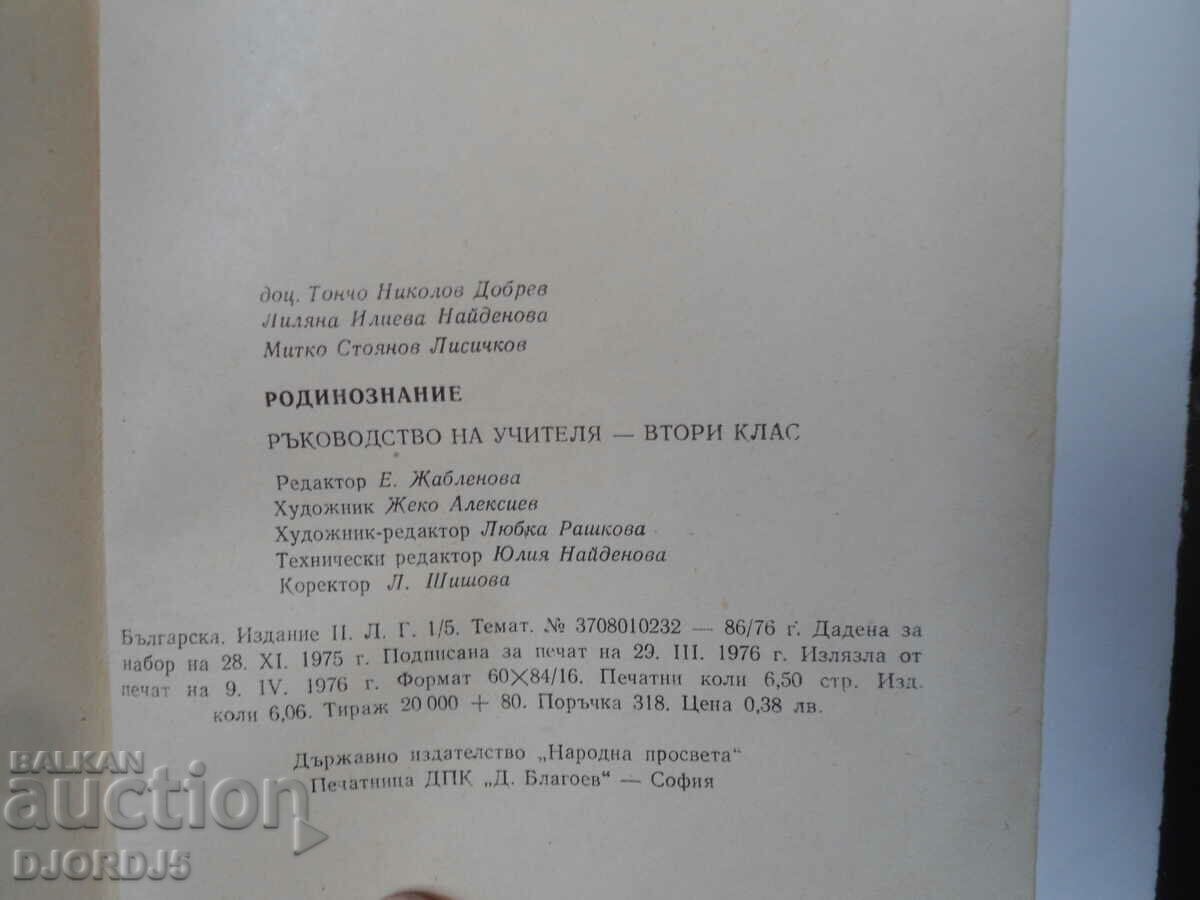 доц. Тончо Николов Добрев
Лиляна Илиева Найденова
Митко Стоянов Лисичков
РОДИНОЗНАНИЕ
РЪКОВОДСТВО НА УЧИТЕЛЯ — ВТОРИ КЛАС
Редактор Е. Жабленова
Художник Жеко Алексиев
Художник-редактор Любка Рашкова
Технически редактор Юлия Найденова
Коректор Л. Шишова
Българска. Издание II. Л. Г. 1/5. Темат. № 3708010232 — 86/76 г. Дадена за
набор на 28. XI. 1975 г. Подписана за печат на 29. III. 1976 г. Излязла от
печат на 9. IV. 1976 г. Формат 60×84/16. Печатни коли 6,50 стр. Изд.
коли 6,06. Тираж 20 000 + 80. Поръчка 318. Цена 0,38 лв.
Държавно издателство „Народна просвета“
Печатница ДПК „Д. Благоев“ — София
BALKAN
auction
DJORDJ5